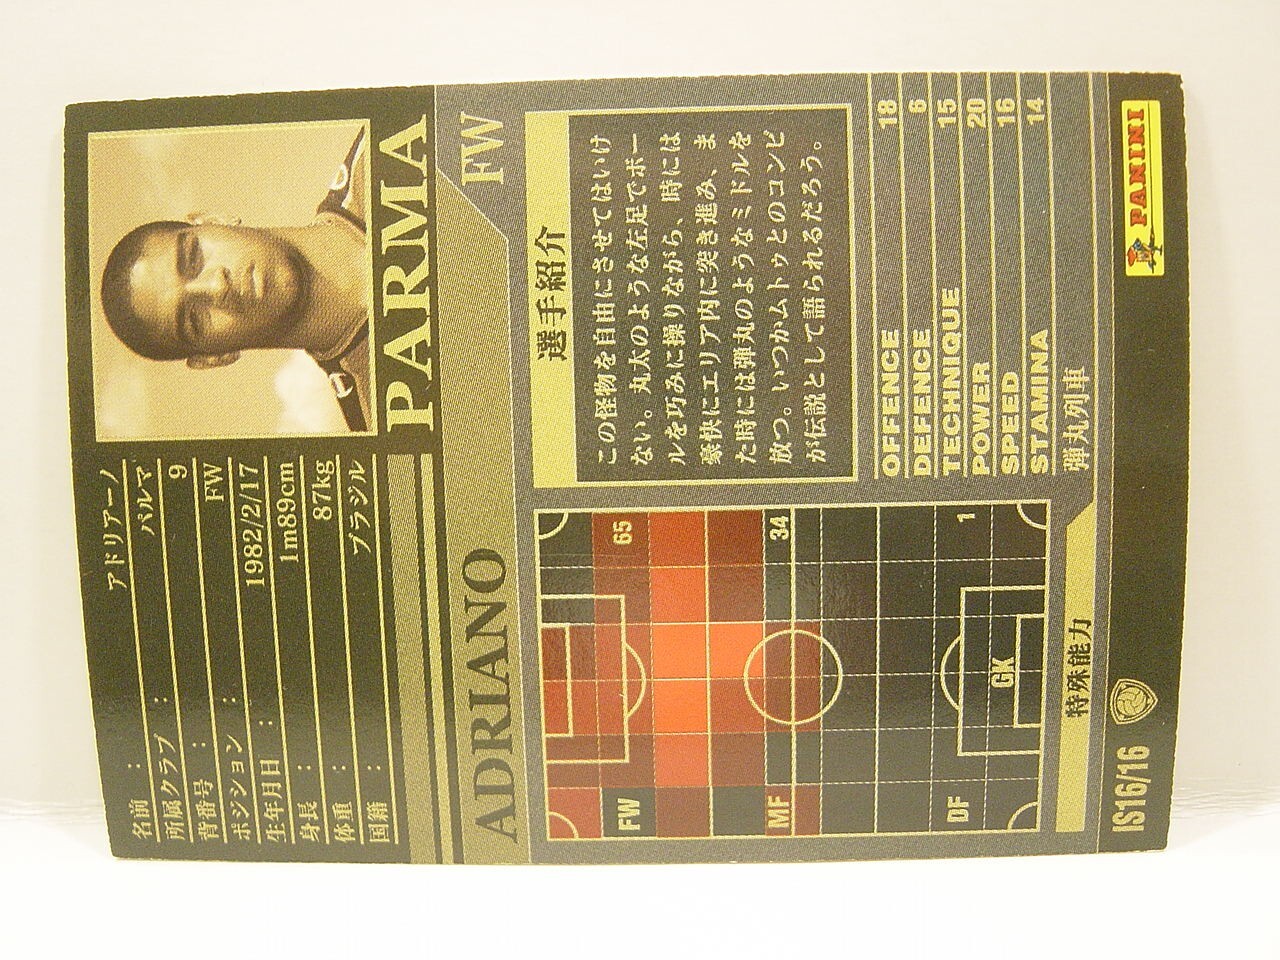 名前 : アドリアーノ
所属クラブ : パルマ
背番号 : 9
ポジション : FW
生年月日 : 1982/2/17
身長 : 1m89cm
体重 : 87kg
国籍 : ブラジル
PARMA
ADRIANO
FW
FW 65
MF 34
DF 1
GK
選手紹介
この怪物を自由にさせてはいけ
ない。丸太のような左足でボー
ルを巧みに操りながら、時には
豪快にエリア内に突き進み、ま
た時には弾丸のようなミドルを
放つ。いつかムトゥとのコンビ
が伝説として語られるだろう。
OFFENCE 18
DEFENCE 6
TECHNIQUE 15
POWER 20
SPEED 16
STAMINA 14
特殊能力 弾丸列車
IS16/16
PANINI